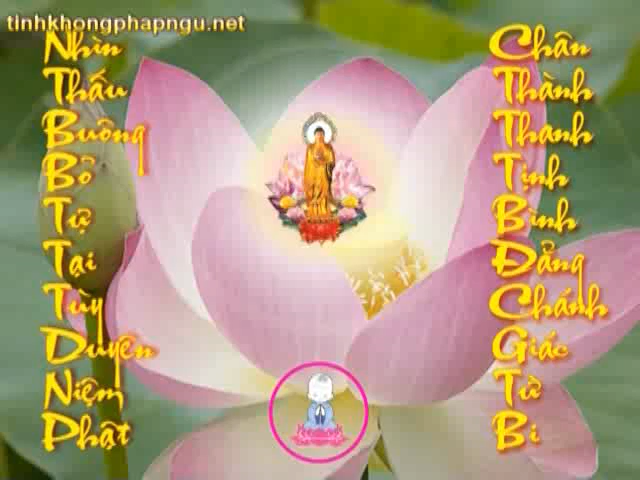 tinhkhongphapngu.net
Nhìn
Thấu
Buông
Bỏ
Tự
Tại
Tùy
Duyên
Niệm
Phật
Chân
Thành
Thanh
Tịnh
Bình
Đẳng
Chánh
Giác
Từ
Bi